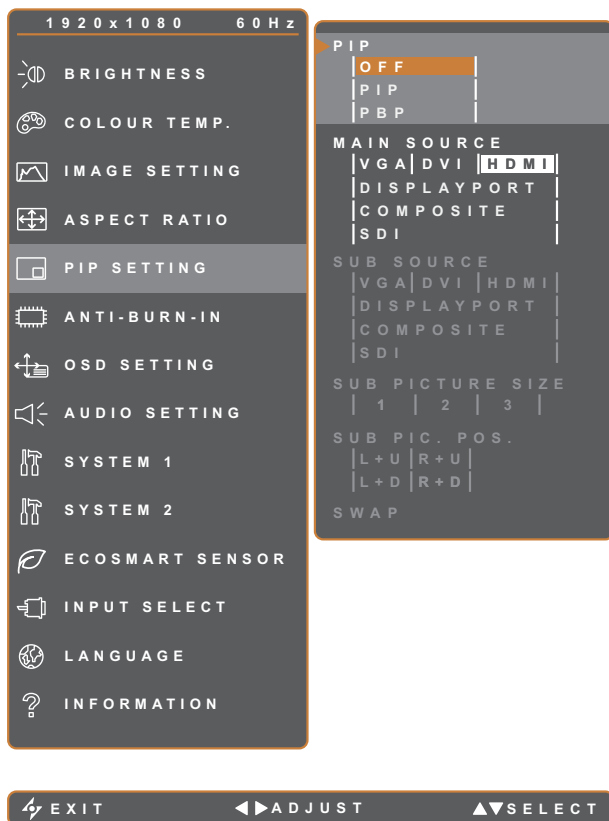 1920x1080 60Hz
BRIGHTNESS
COLOUR TEMP.
IMAGE SETTING
ASPECT RATIO
PIP SETTING
ANTI-BURN-IN
OSD SETTING
AUDIO SETTING
SYSTEM 1
SYSTEM 2
ECOSMART SENSOR
INPUT SELECT
LANGUAGE
INFORMATION
PIP
OFF
PIP
PBP
MAIN SOURCE
VGA DVI HDMI
DISPLAYPORT
COMPOSITE
SDI
SUB SOURCE
VGA DVI HDMI
DISPLAYPORT
COMPOSITE
SDI
SUB PICTURE SIZE
1 2 3
SUB PIC. POS.
L+U R+U
L+D R+D
SWAP
EXIT ADJUST SELECT